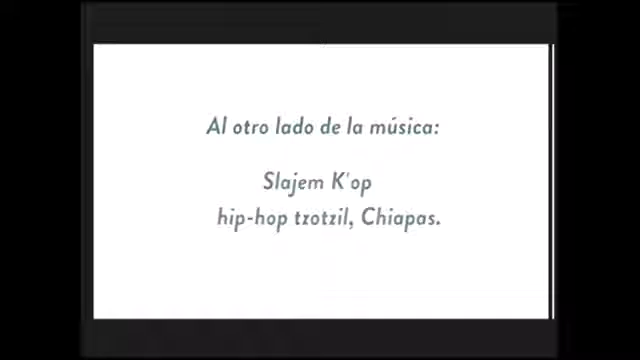 Al otro lado de la música:
Slajem K'op
hip-hop tzotzil, Chiapas.